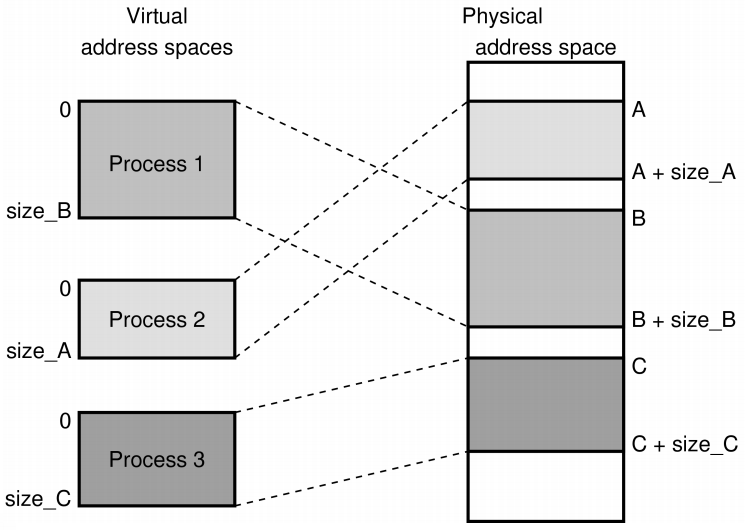 Virtual
address spaces
0
Process 1
size_B
0
Process 2
size_A
0
Process 3
size_C
Physical
address space
A
A + size_A
B
B + size_B
C
C + size_C